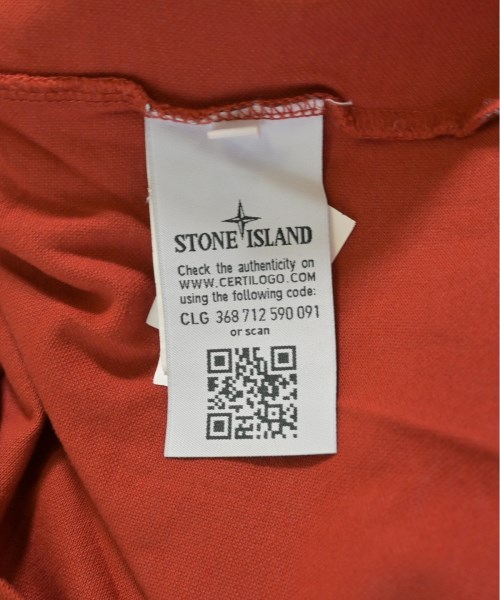 STONE ISLAND
Check the authenticity on
WWW.CERTILOGO.COM
using the following code:
CLG 368 712 590 091
or scan